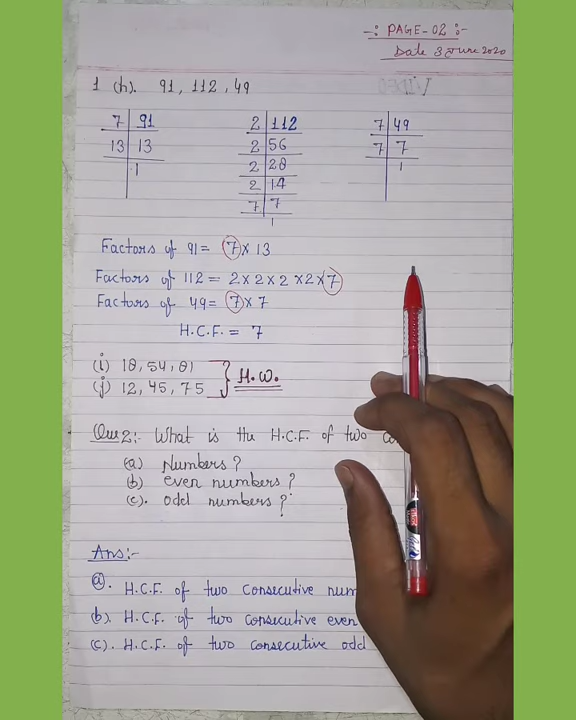 -: PAGE-02 :-
Date 3 June 2020
1 (h). 91, 112, 49
7 | 91
13 | 13
1
2 | 112
2 | 56
2 | 28
2 | 14
7 | 7
1
7 | 49
7 | 7
1
Factors of 91 = 7 × 13
Factors of 112 = 2 × 2 × 2 × 2 × 7
Factors of 49 = 7 × 7
H.C.F. = 7
(i) 18, 54, 81
(j) 12, 45, 75
H.W.
Que 2:- What is the H.C.F. of two
(a) Numbers?
(b) even numbers?
(c). odd numbers?
Ans:-
(a). H.C.F. of two consecutive num
(b). H.C.F. of two consecutive even
(c). H.C.F. of two consecutive odd